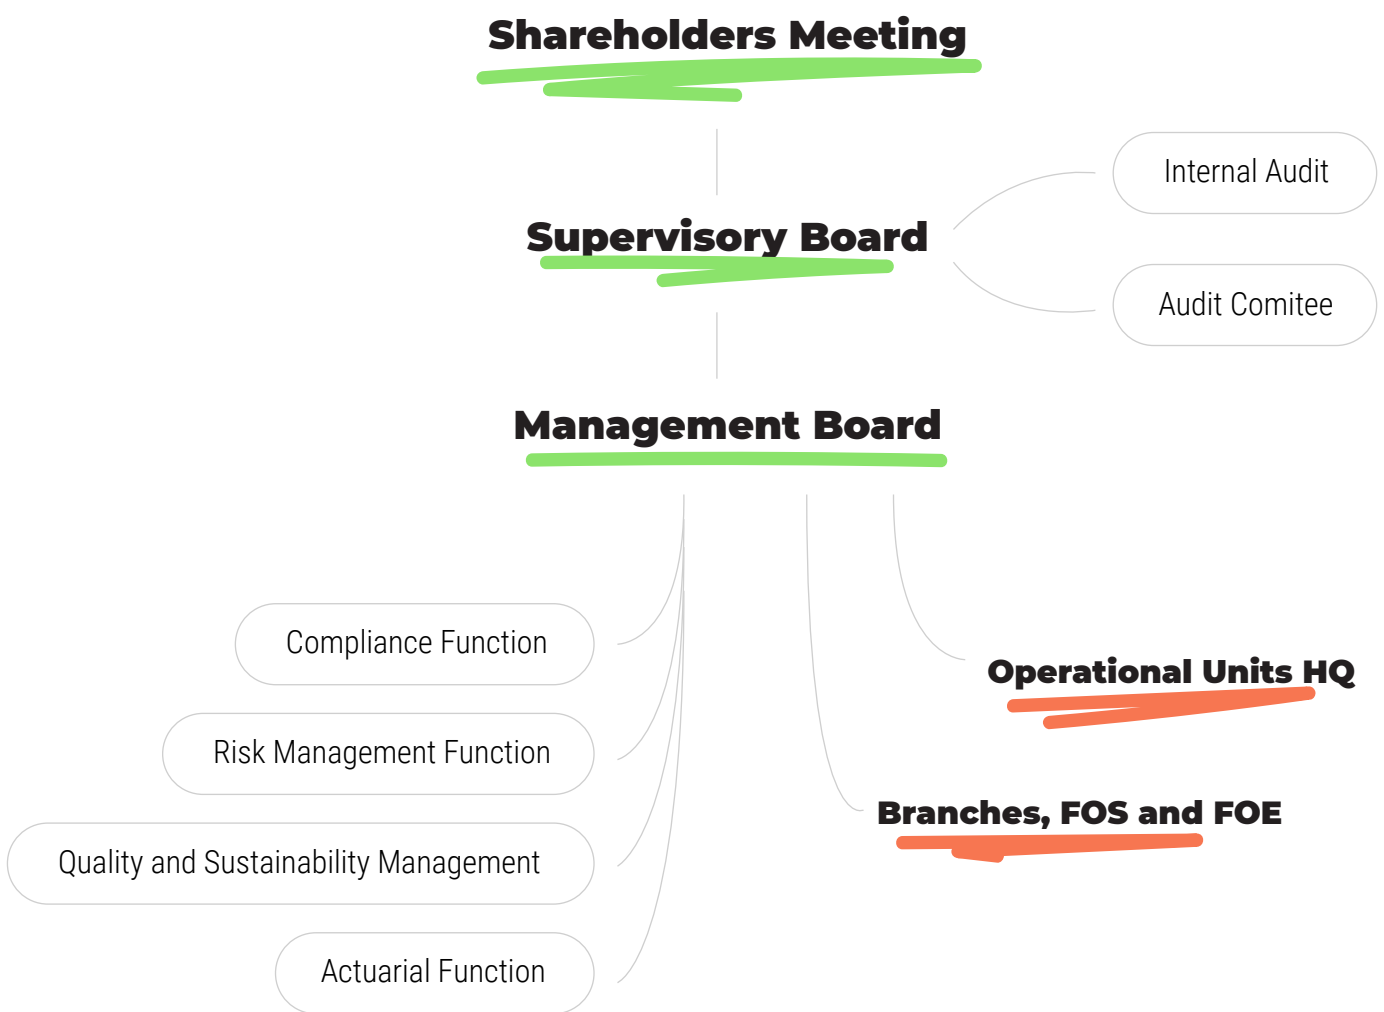 Shareholders Meeting
Internal Audit
Supervisory Board
Audit Comitee
Management Board
Compliance Function
Operational Units HQ
Risk Management Function
Branches, FOS and FOE
Quality and Sustainability Management
Actuarial Function